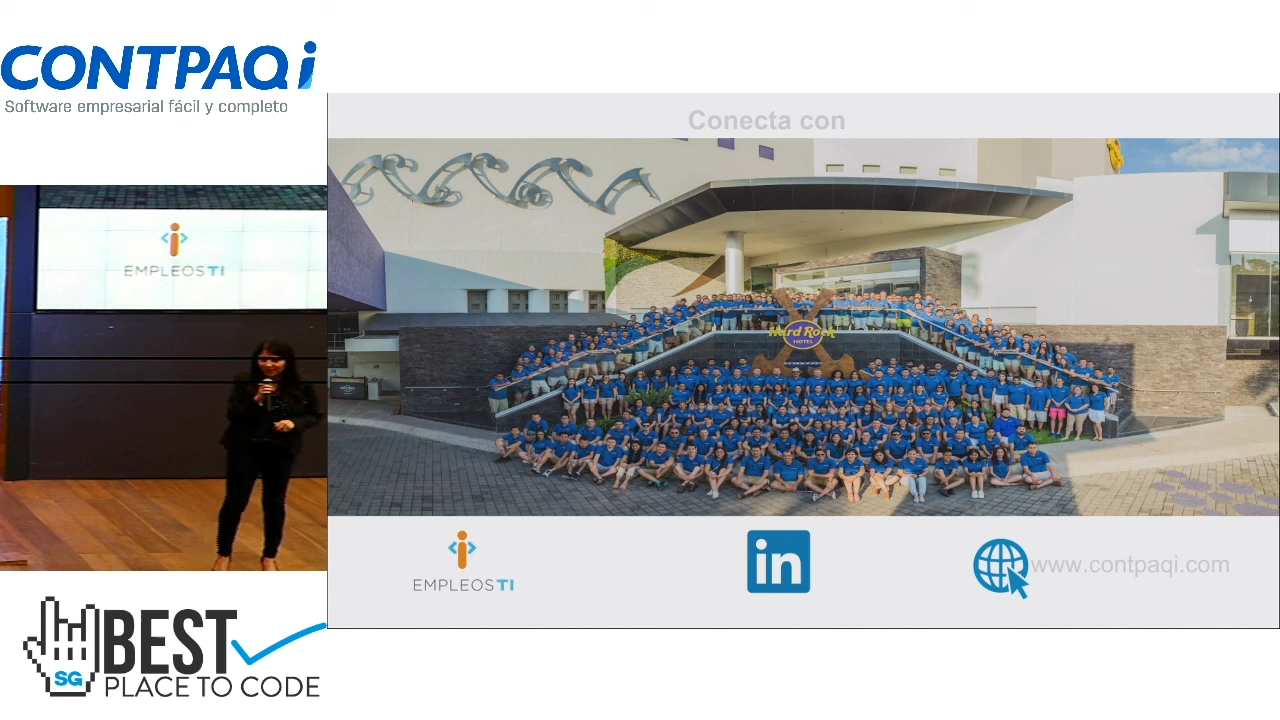 CONTPAQi
Software empresarial fácil y completo
EMPLEOSTI
SG
BEST
PLACE TO CODE
Conecta con
Hard Rock
HOTEL
EMPLEOSTI
in
www.contpaqi.com